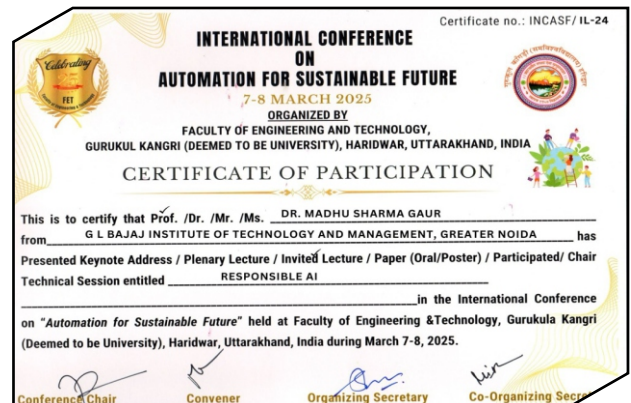 Certificate no.: INCASF/ IL-24
INTERNATIONAL CONFERENCE
ON
AUTOMATION FOR SUSTAINABLE FUTURE
7-8 MARCH 2025
ORGANIZED BY
FACULTY OF ENGINEERING AND TECHNOLOGY,
GURUKUL KANGRI (DEEMED TO BE UNIVERSITY), HARIDWAR, UTTARAKHAND, INDIA
Celebrating
FET
CERTIFICATE OF PARTICIPATION
This is to certify that Prof. /Dr. /Mr. /Ms. DR. MADHU SHARMA GAUR
from G L BAJAJ INSTITUTE OF TECHNOLOGY AND MANAGEMENT, GREATER NOIDA has
Presented Keynote Address / Plenary Lecture / Invited Lecture / Paper (Oral/Poster) / Participated/ Chair
Technical Session entitled RESPONSIBLE AI
in the International Conference
on "Automation for Sustainable Future" held at Faculty of Engineering &Technology, Gurukula Kangri
(Deemed to be University), Haridwar, Uttarakhand, India during March 7-8, 2025.
Conference Chair Convener Organizing Secretary Co-Organizing